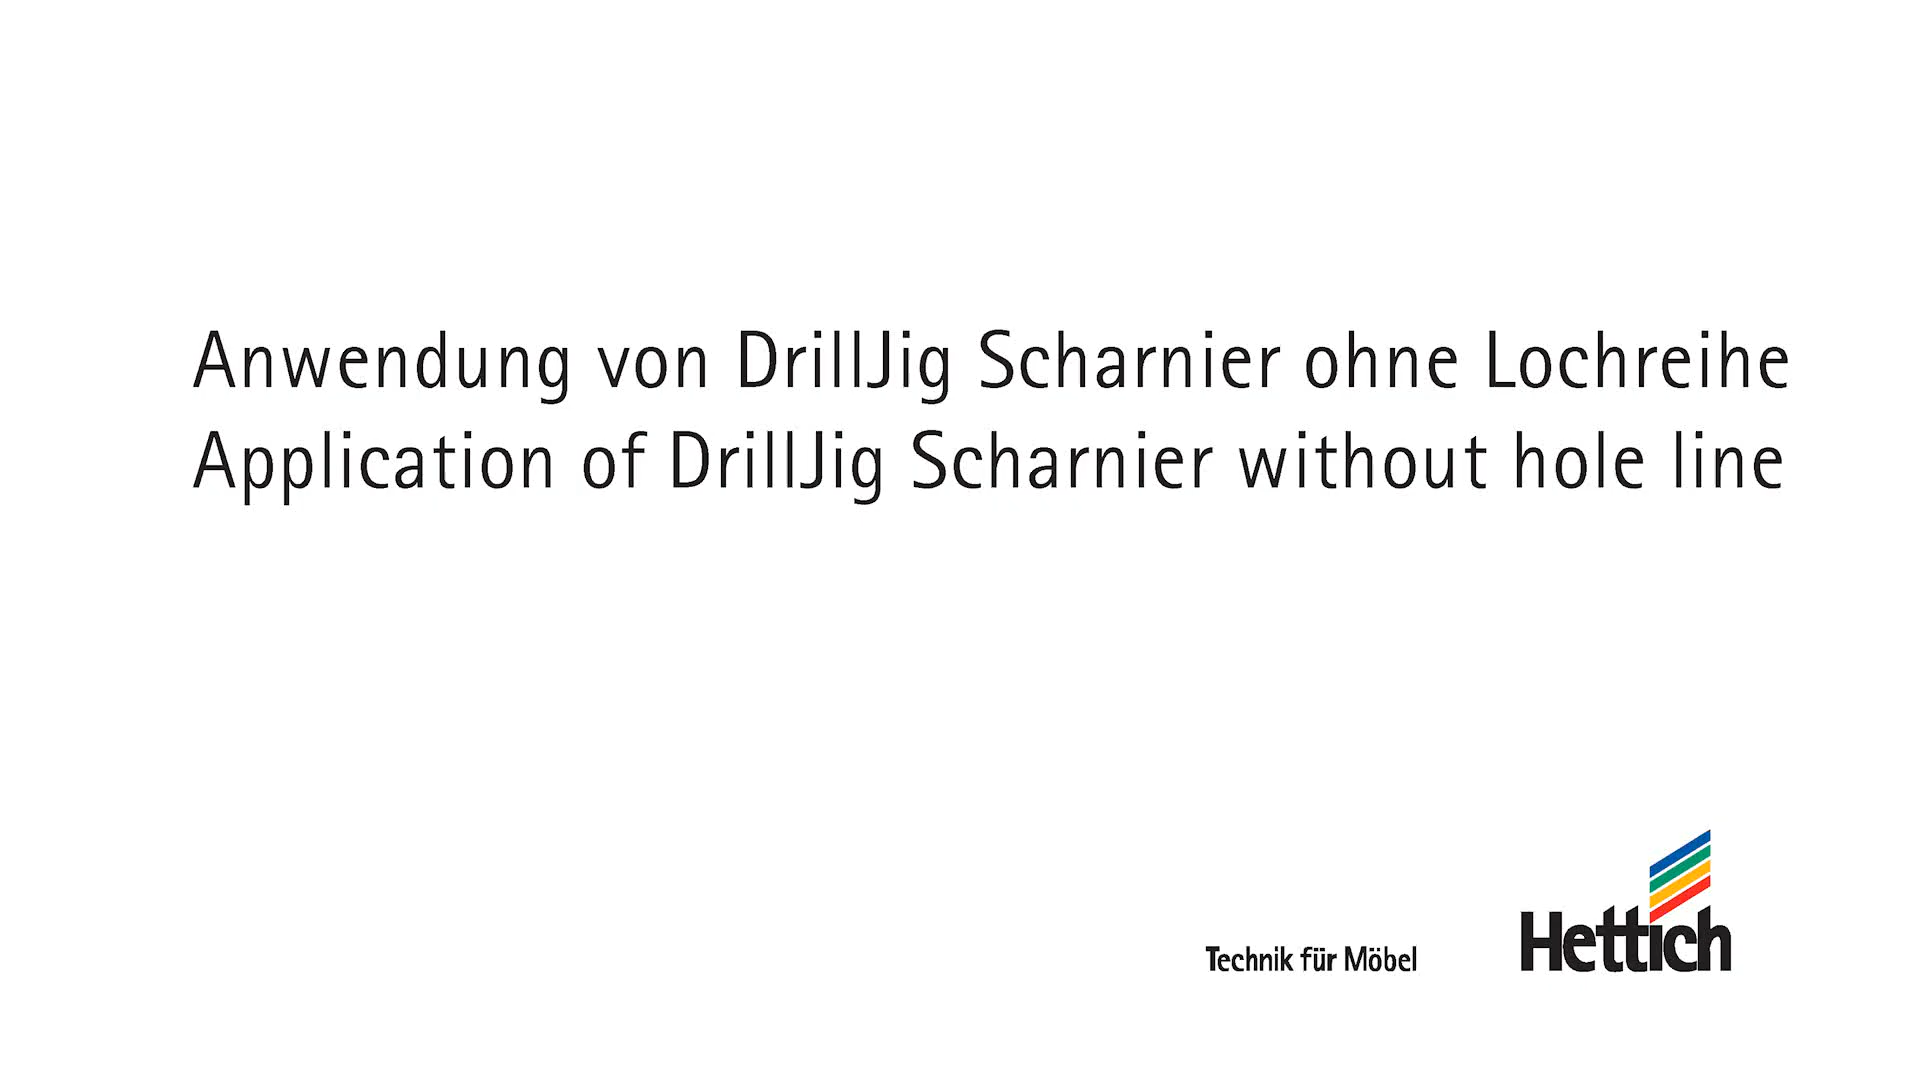 Anwendung von DrillJig Scharnier ohne Lochreihe
Application of DrillJig Scharnier without hole line
Technik für Möbel
Hettich